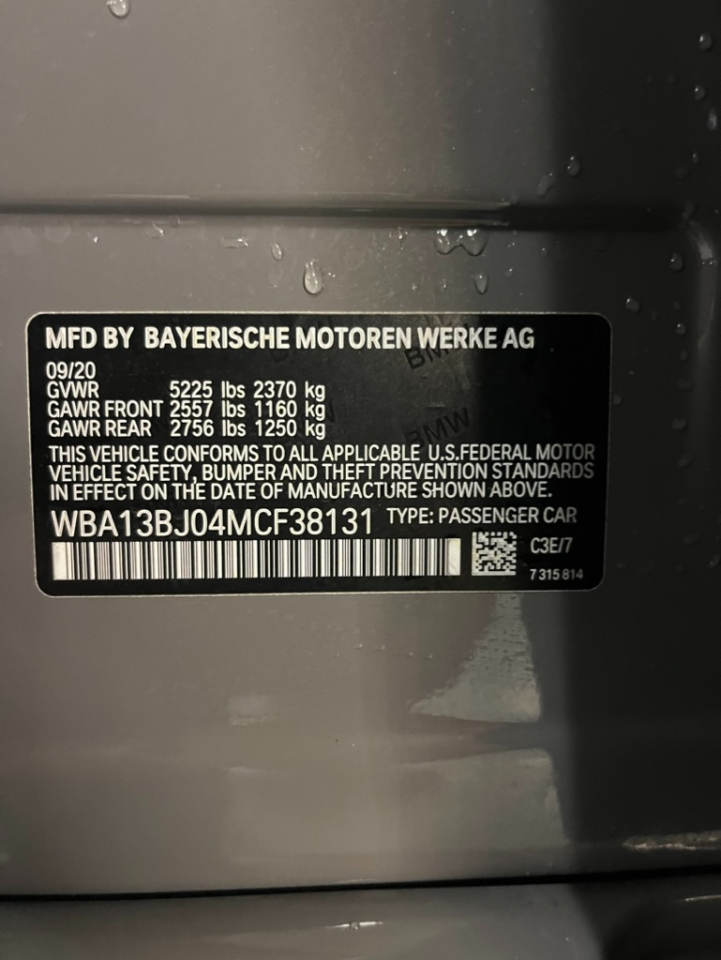 MFD BY BAYERISCHE MOTOREN WERKE AG
09/20
GVWR 5225 lbs 2370 kg
GAWR FRONT 2557 lbs 1160 kg
GAWR REAR 2756 lbs 1250 kg
THIS VEHICLE CONFORMS TO ALL APPLICABLE U.S.FEDERAL MOTOR
VEHICLE SAFETY, BUMPER AND THEFT PREVENTION STANDARDS
IN EFFECT ON THE DATE OF MANUFACTURE SHOWN ABOVE.
WBA13BJ04MCF38131 TYPE: PASSENGER CAR
C3E/7
7 315 814
BMW
BMW